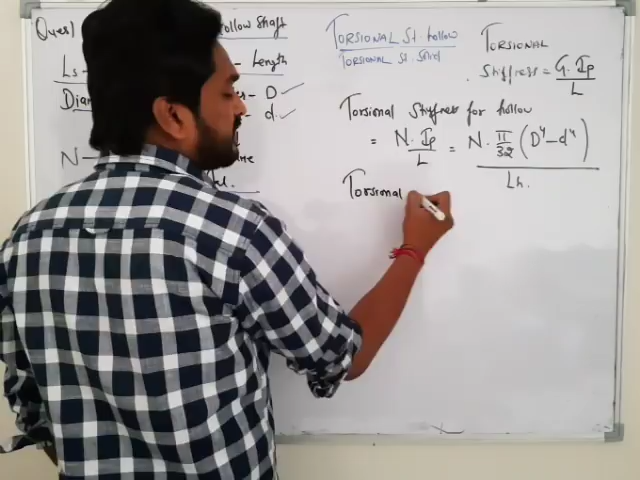 Ques
ollow Shaft
Ls - - Length
Dia - D
- d
N -
Torsional St. hollow
Torsional St. Solid
Torsional
Stiffness = G. Ip
L
Torsional Stiffness for hollow
= N. Ip = N. π/32 (D⁴ - d⁴)
L Lh.
Torsional